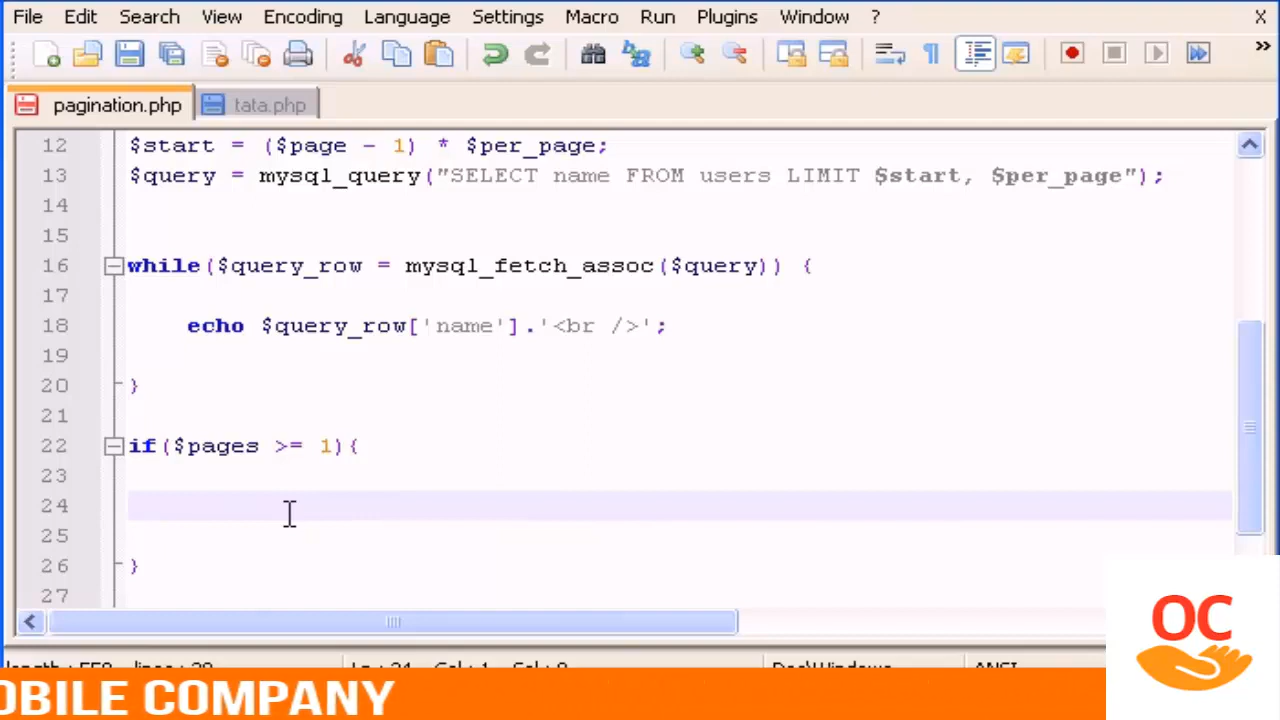 File Edit Search View Encoding Language Settings Macro Run Plugins Window ? X
»
pagination.php tata.php
12 $start = ($page - 1) * $per_page;
13 $query = mysql_query("SELECT name FROM users LIMIT $start, $per_page");
14
15
16 while($query_row = mysql_fetch_assoc($query)) {
17
18 echo $query_row['name'].'<br />';
19
20 }
21
22 if($pages >= 1){
23
24
25
26 }
27
OC
OBILE COMPANY